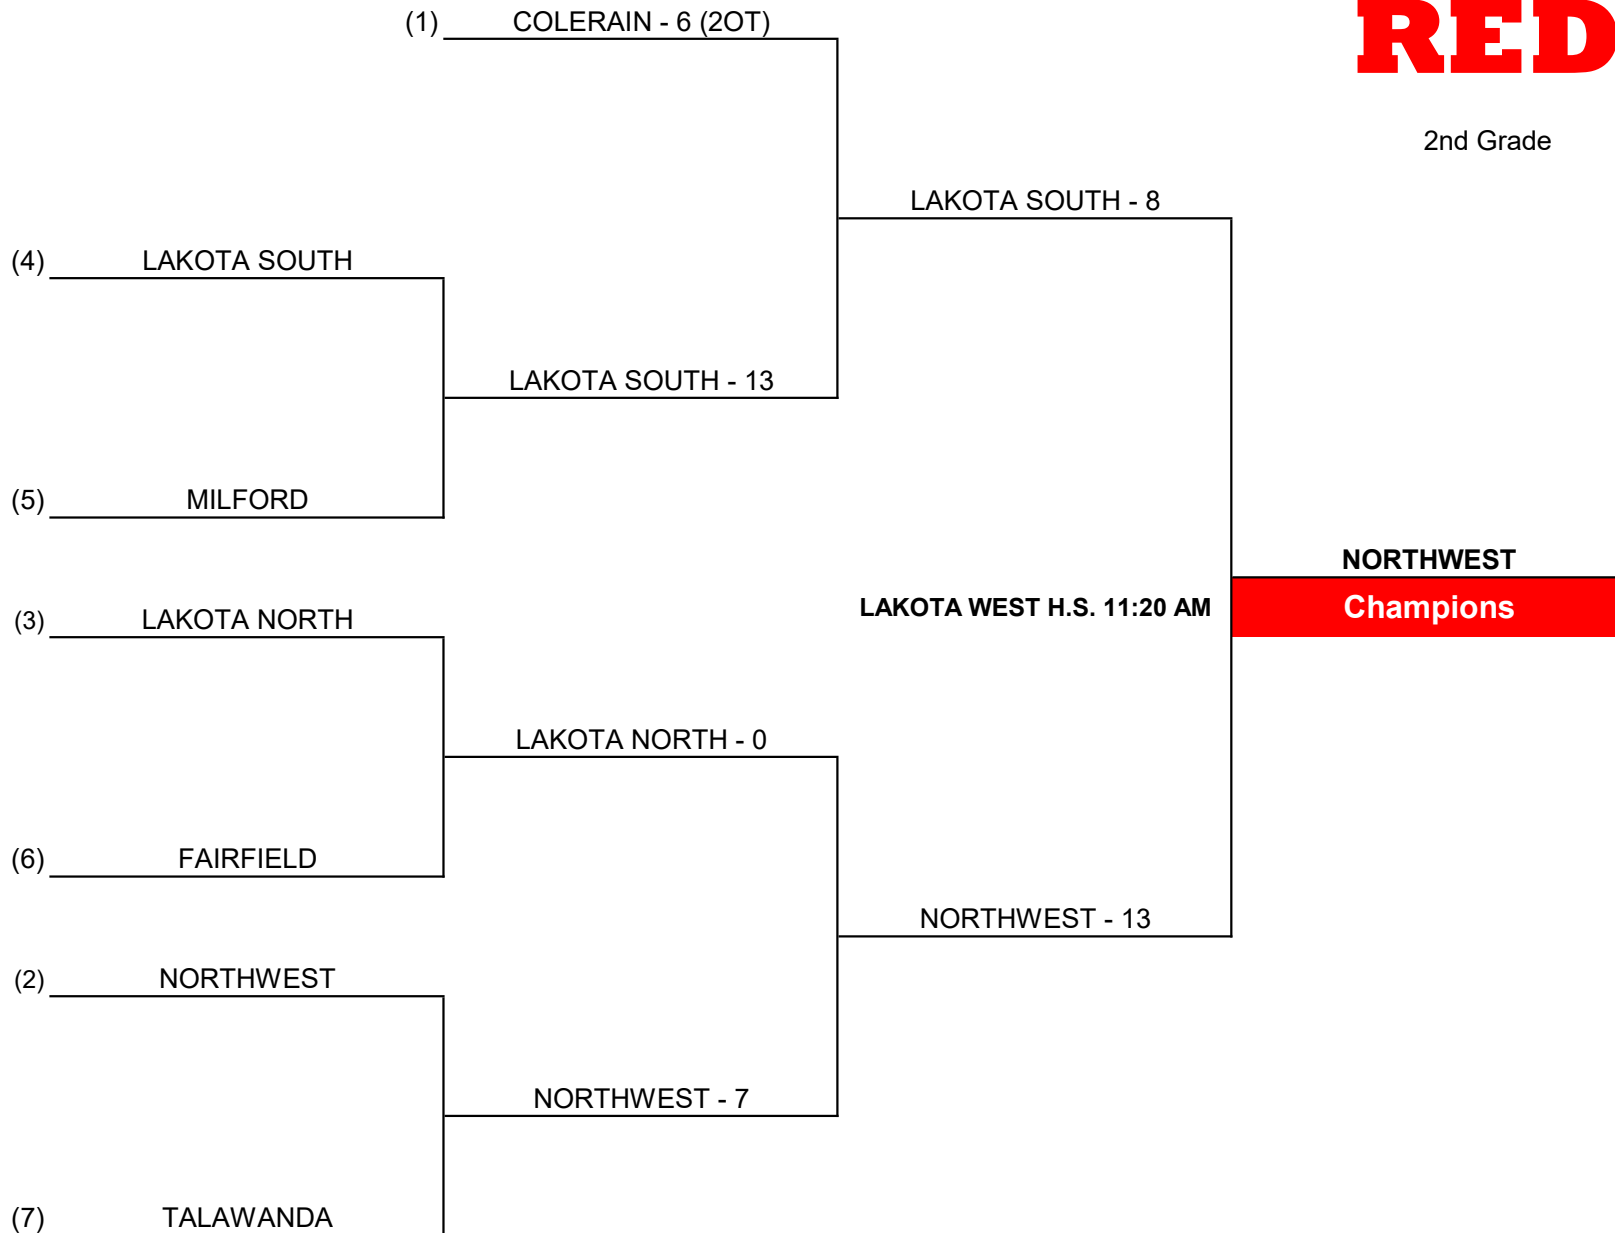 (1) COLERAIN - 6 (2OT)
RED
2nd Grade
LAKOTA SOUTH - 8
(4) LAKOTA SOUTH
LAKOTA SOUTH - 13
(5) MILFORD
NORTHWEST
Champions
LAKOTA WEST H.S. 11:20 AM
(3) LAKOTA NORTH
LAKOTA NORTH - 0
(6) FAIRFIELD
NORTHWEST - 13
(2) NORTHWEST
NORTHWEST - 7
(7) TALAWANDA